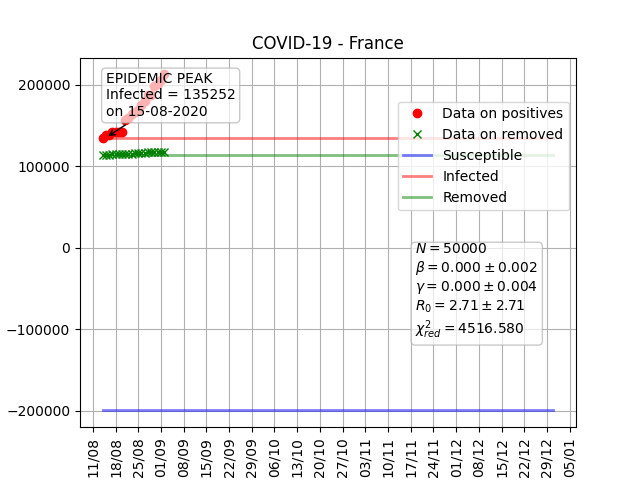 COVID-19 - France
200000
100000
0
−100000
−200000
EPIDEMIC PEAK
Infected = 135252
on 15-08-2020
Data on positives
Data on removed
Susceptible
Infected
Removed
N = 50000
β = 0.000 ± 0.002
γ = 0.000 ± 0.004
R₀ = 2.71 ± 2.71
χ²red = 4516.580
11/08
18/08
25/08
01/09
08/09
15/09
22/09
29/09
06/10
13/10
20/10
27/10
03/11
10/11
17/11
24/11
01/12
08/12
15/12
22/12
29/12
05/01